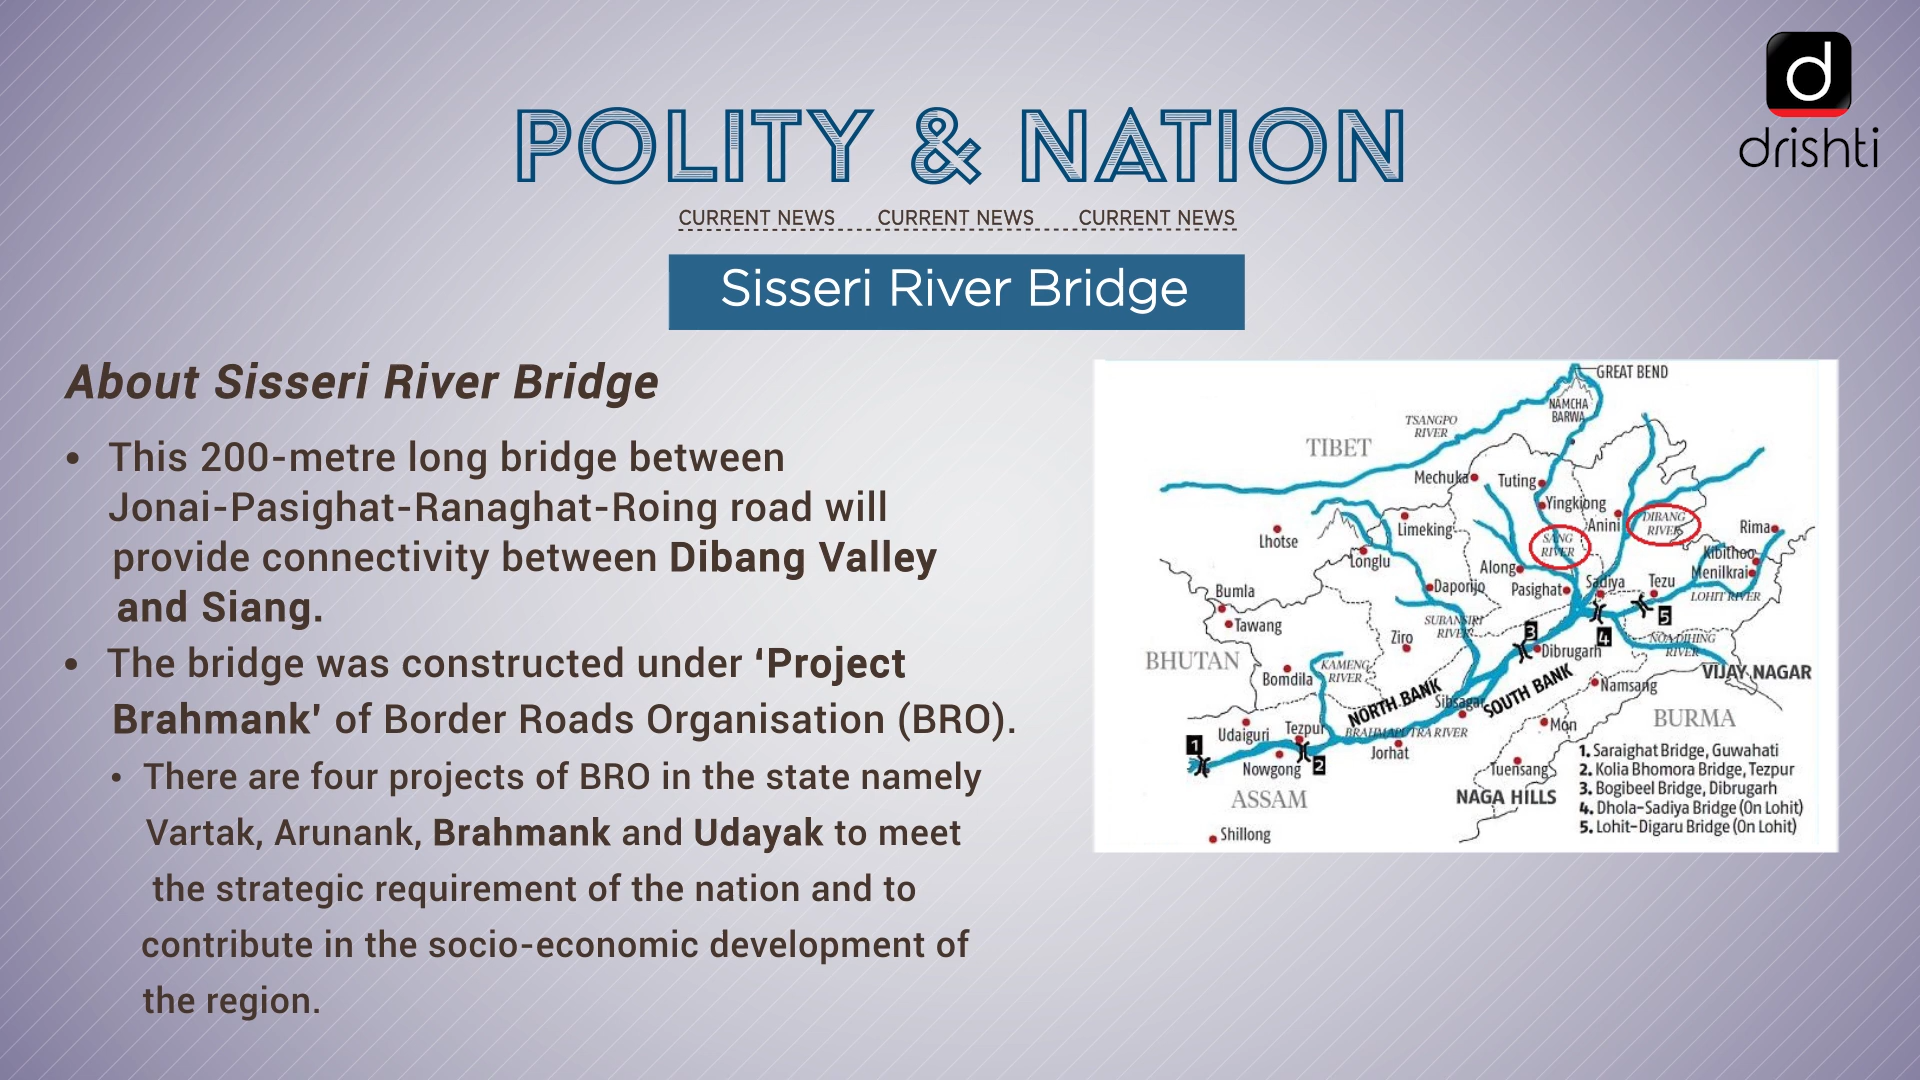 d
drishti
POLITY & NATION
CURRENT NEWS CURRENT NEWS CURRENT NEWS
Sisseri River Bridge
About Sisseri River Bridge
• This 200-metre long bridge between
Jonai-Pasighat-Ranaghat-Roing road will
provide connectivity between Dibang Valley
and Siang.
• The bridge was constructed under ‘Project
Brahmank' of Border Roads Organisation (BRO).
• There are four projects of BRO in the state namely
Vartak, Arunank, Brahmank and Udayak to meet
the strategic requirement of the nation and to
contribute in the socio-economic development of
the region.
GREAT BEND
NAMCHA
BARWA
TSANGPO
RIVER
TIBET
Mechuka
Tuting
Yingkiong
Anini
DIBANG
RIVER
Rima
Limeking
Lhotse
SANG
RIVER
Kibithoo
Longlu
Along
Menilkrai
Daporijo
Pasighat
Sadiya
Tezu
LOHIT RIVER
Bumla
Tawang
SUBANSIRI
RIVER
Ziro
3
4
5
NOA DIHING
RIVER
Dibrugarh
BHUTAN
KAMENG
RIVER
Bomdila
VIJAY NAGAR
Namsang
NORTH BANK
Sibsagar
SOUTH BANK
BURMA
Mon
Udaiguri
Tezpur
BRAHMAPUTRA RIVER
Jorhat
1
Nowgong
2
Tuensang
ASSAM
NAGA HILLS
Shillong
1. Saraighat Bridge, Guwahati
2. Kolia Bhomora Bridge, Tezpur
3. Bogibeel Bridge, Dibrugarh
4. Dhola-Sadiya Bridge (On Lohit)
5. Lohit-Digaru Bridge (On Lohit)